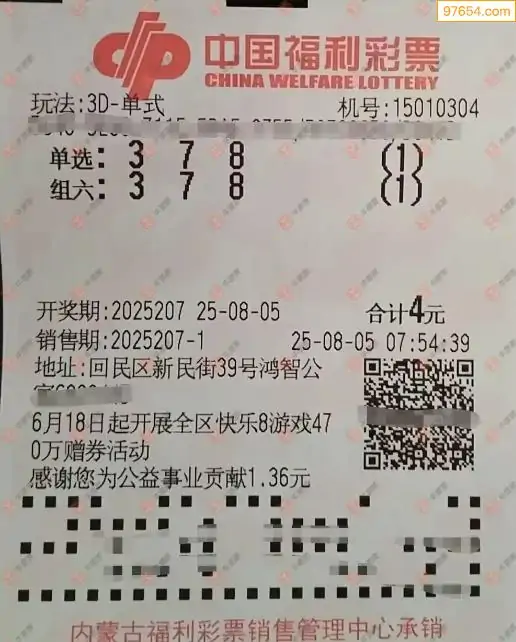 97654.com
中国福利彩票
CHINA WELFARE LOTTERY
玩法:3D-单式 机号:15010304
单选: 3 7 8 (1)
组六: 3 7 8 (1)
开奖期:2025207 25-08-05 合计4元
销售期:2025207-1 25-08-05 07:54:39
地址:回民区新民街39号鸿智公
6月18日起开展全区快乐8游戏47
0万赠券活动
感谢您为公益事业贡献1.36元
内蒙古福利彩票销售管理中心承销